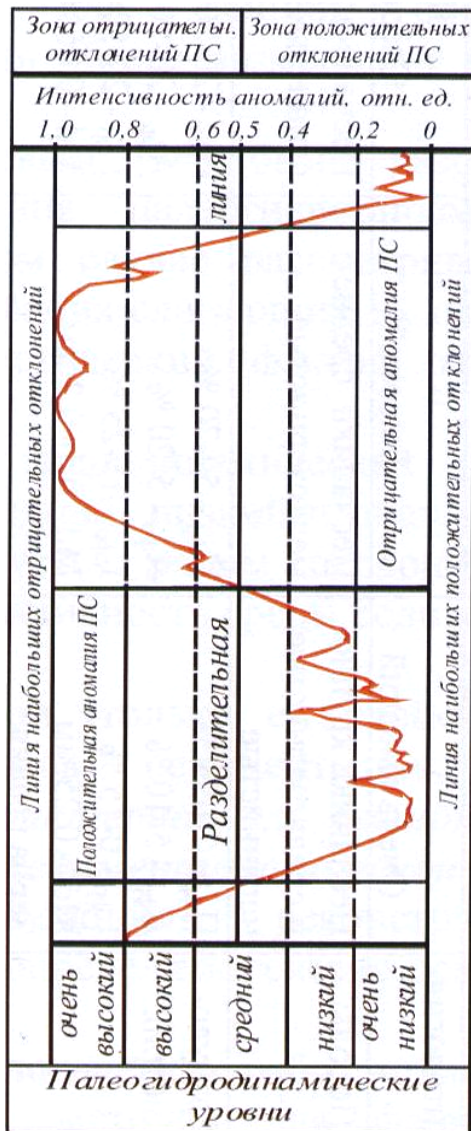 Зона отрицательн.
отклонений ПС
Зона положительных
отклонений ПС
Интенсивность аномалий, отн. ед.
1,0 0,8 0,6 0,5 0,4 0,2 0
Линия наибольших отрицательных отклонений
Положительная аномалия ПС
Разделительная
линия
Отрицательная аномалия ПС
Линия наибольших положительных отклонений
очень
высокий
высокий
средний
низкий
очень
низкий
Палеогидродинамические
уровни